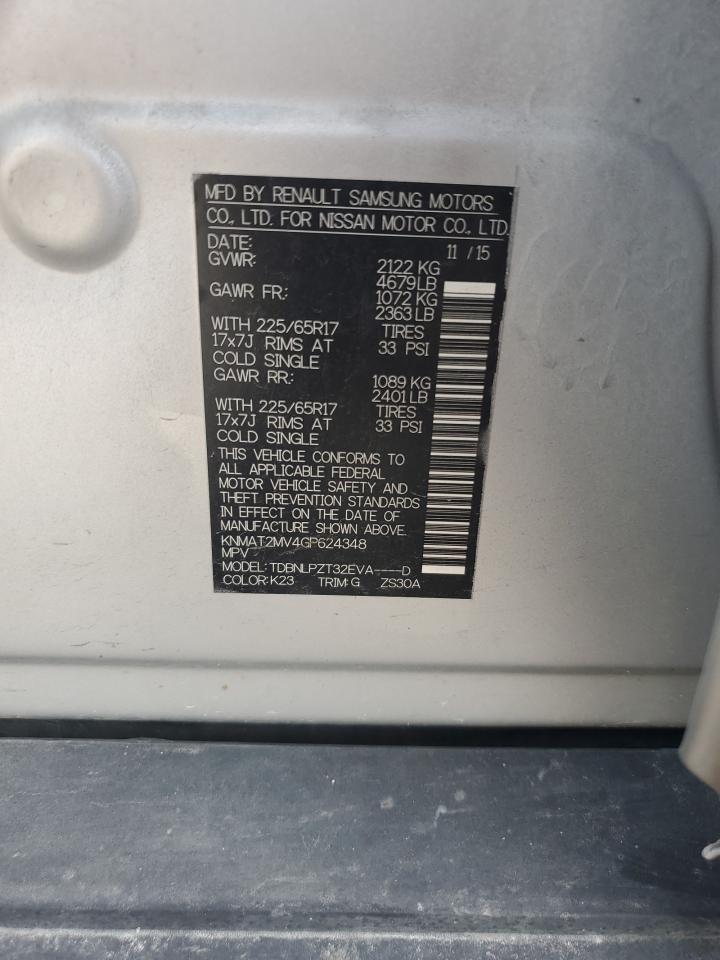 MFD BY RENAULT SAMSUNG MOTORS
CO., LTD. FOR NISSAN MOTOR CO., LTD.
DATE: 11 / 15
GVWR: 2122 KG
4679 LB
GAWR FR: 1072 KG
2363 LB
WITH 225/65R17 TIRES
17x7J RIMS AT 33 PSI
COLD SINGLE
GAWR RR: 1089 KG
2401 LB
WITH 225/65R17 TIRES
17x7J RIMS AT 33 PSI
COLD SINGLE
THIS VEHICLE CONFORMS TO
ALL APPLICABLE FEDERAL
MOTOR VEHICLE SAFETY AND
THEFT PREVENTION STANDARDS
IN EFFECT ON THE DATE OF
MANUFACTURE SHOWN ABOVE.
KNMAT2MV4GP624348
MPV
MODEL: TDBNLPZT32EVA----D
COLOR: K23 TRIM: G ZS30A